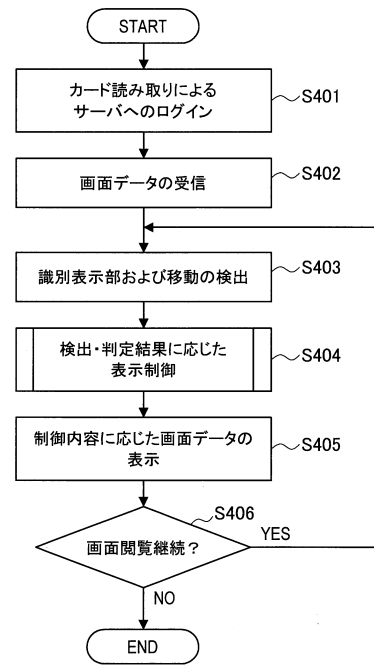 START
カード読み取りによる
サーバへのログイン
S401
画面データの受信
S402
識別表示部および移動の検出
S403
検出・判定結果に応じた
表示制御
S404
制御内容に応じた画面データの
表示
S405
S406
画面閲覧継続？
YES
NO
END